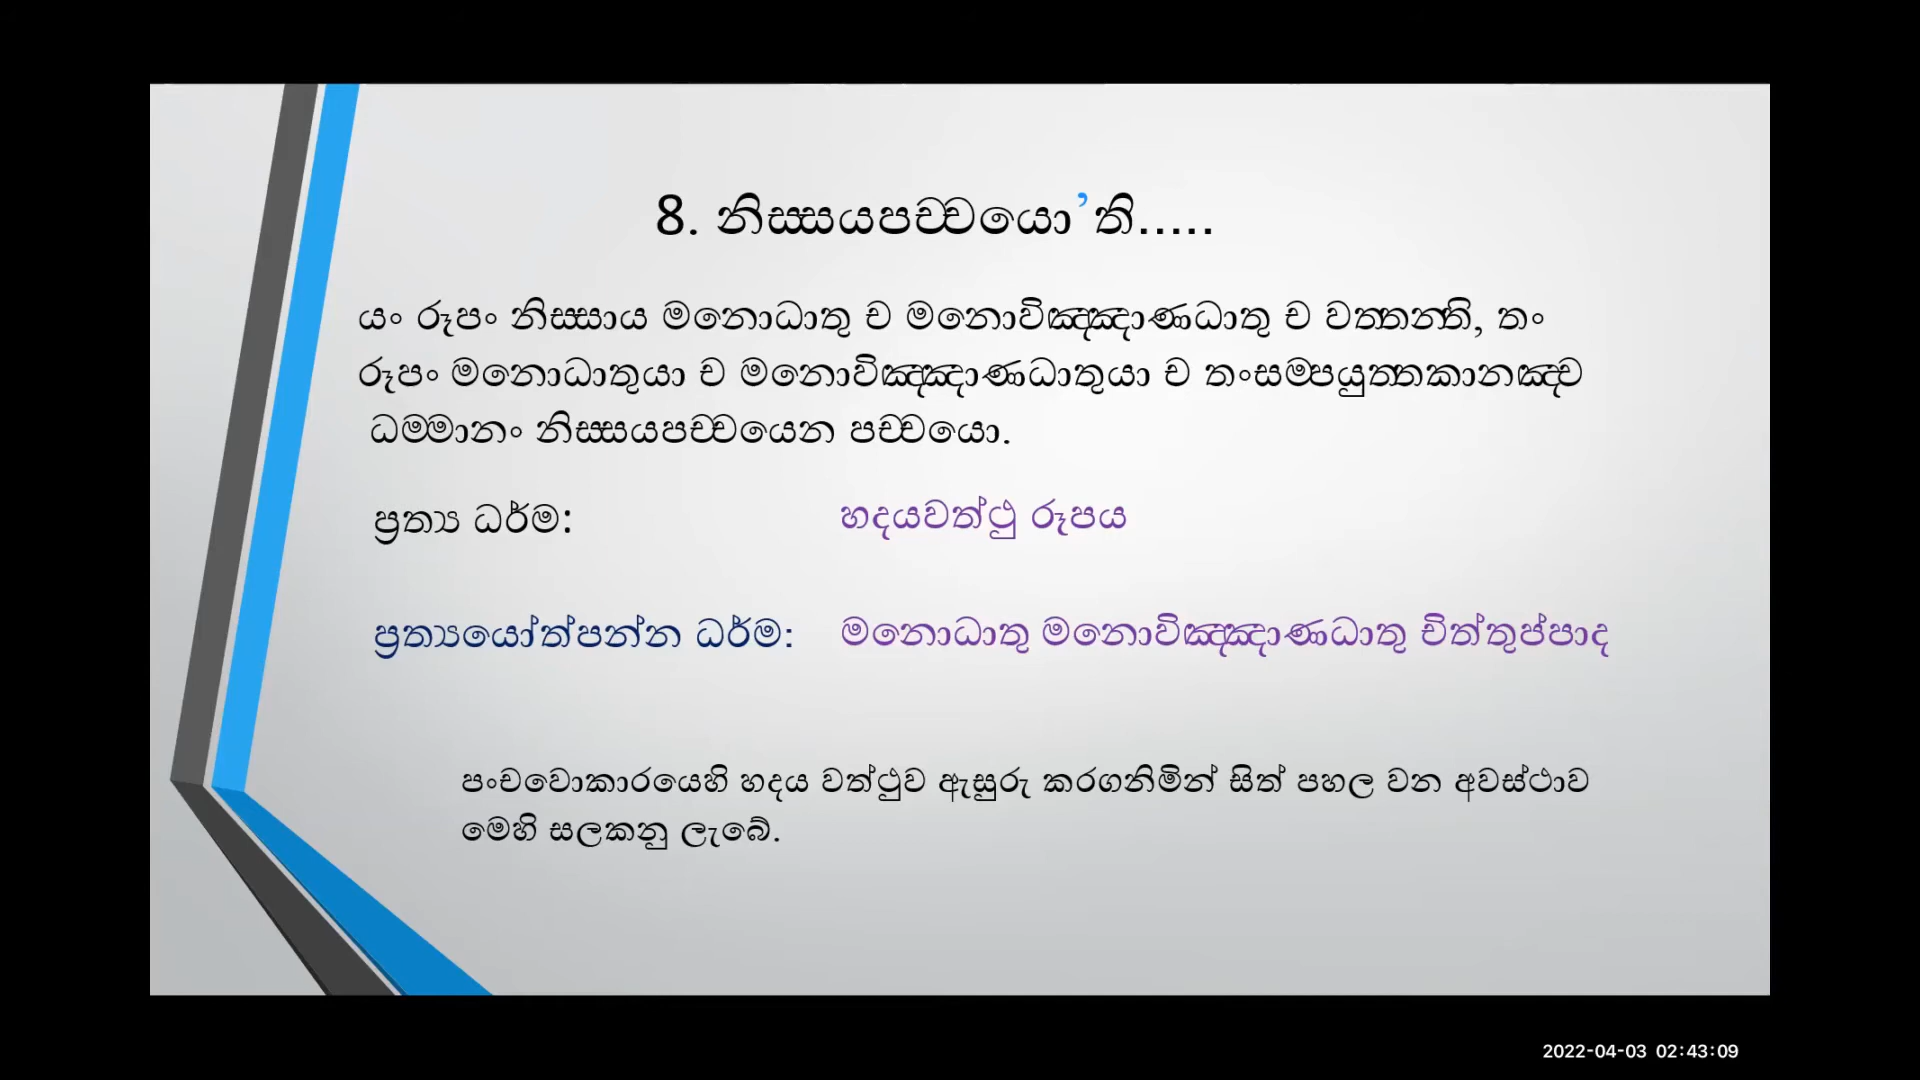 8. නිස්සයපච්චයො’ති.....
යං රූපං නිස්සාය මනොධාතු ච මනොවිඤ්ඤාණධාතු ච වත්තන්ති, තං
රූපං මනොධාතුයා ච මනොවිඤ්ඤාණධාතුයා ච තංසම්පයුත්තකානඤ්ච
ධම්මානං නිස්සයපච්චයෙන පච්චයො.
ප්‍රත්‍ය ධර්ම: හදයවත්ථු රූපය
ප්‍රත්‍යයෝත්පන්න ධර්ම: මනොධාතු මනොවිඤ්ඤාණධාතු චිත්තුප්පාද
පංචවොකාරයෙහි හදය වත්ථුව ඇසුරු කරගනිමින් සිත් පහල වන අවස්ථාව
මෙහි සලකනු ලැබේ.
2022-04-03 02:43:09